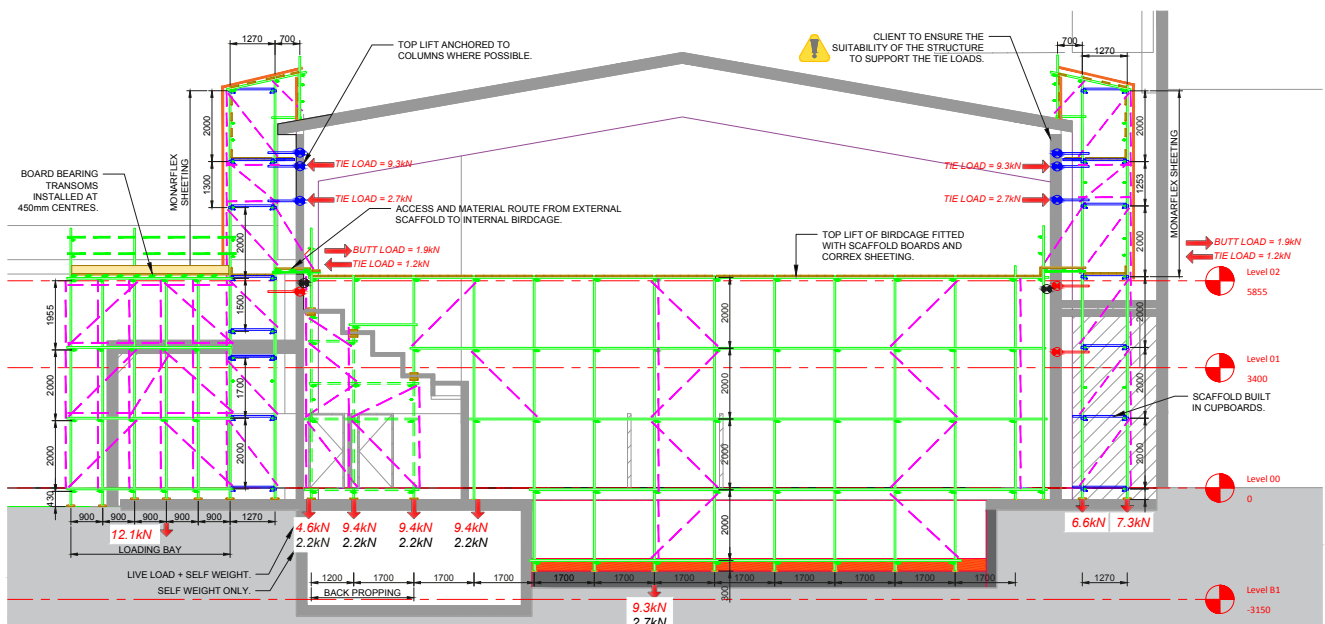 1270
700
TOP LIFT ANCHORED TO
COLUMNS WHERE POSSIBLE.
CLIENT TO ENSURE THE
SUITABILITY OF THE STRUCTURE
TO SUPPORT THE TIE LOADS.
700
1270
2000
1300
2000
MONARFLEX
SHEETING
TIE LOAD = 9.3kN
TIE LOAD = 2.7kN
TIE LOAD = 9.3kN
TIE LOAD = 2.7kN
2000
1253
2000
MONARFLEX SHEETING
BOARD BEARING
TRANSOMS
INSTALLED AT
450mm CENTRES.
ACCESS AND MATERIAL ROUTE FROM EXTERNAL
SCAFFOLD TO INTERNAL BIRDCAGE.
BUTT LOAD = 1.9kN
TIE LOAD = 1.2kN
TOP LIFT OF BIRDCAGE FITTED
WITH SCAFFOLD BOARDS AND
CORREX SHEETING.
BUTT LOAD = 1.9kN
TIE LOAD = 1.2kN
Level 02
5855
1955
1500
2000
2000
2000
1700
2000
2000
Level 01
3400
SCAFFOLD BUILT
IN CUPBOARDS.
2000
2000
2000
2000
430
Level 00
0
900
900
900
900
900
1270
12.1kN
LOADING BAY
4.6kN
2.2kN
9.4kN
2.2kN
9.4kN
2.2kN
9.4kN
2.2kN
2000
6.6kN
7.3kN
LIVE LOAD + SELF WEIGHT.
SELF WEIGHT ONLY.
1200
1700
1700
1700
1700
1700
1700
1700
1700
1700
1700
1270
BACK PROPPING
300
9.3kN
2.7kN
Level B1
-3150